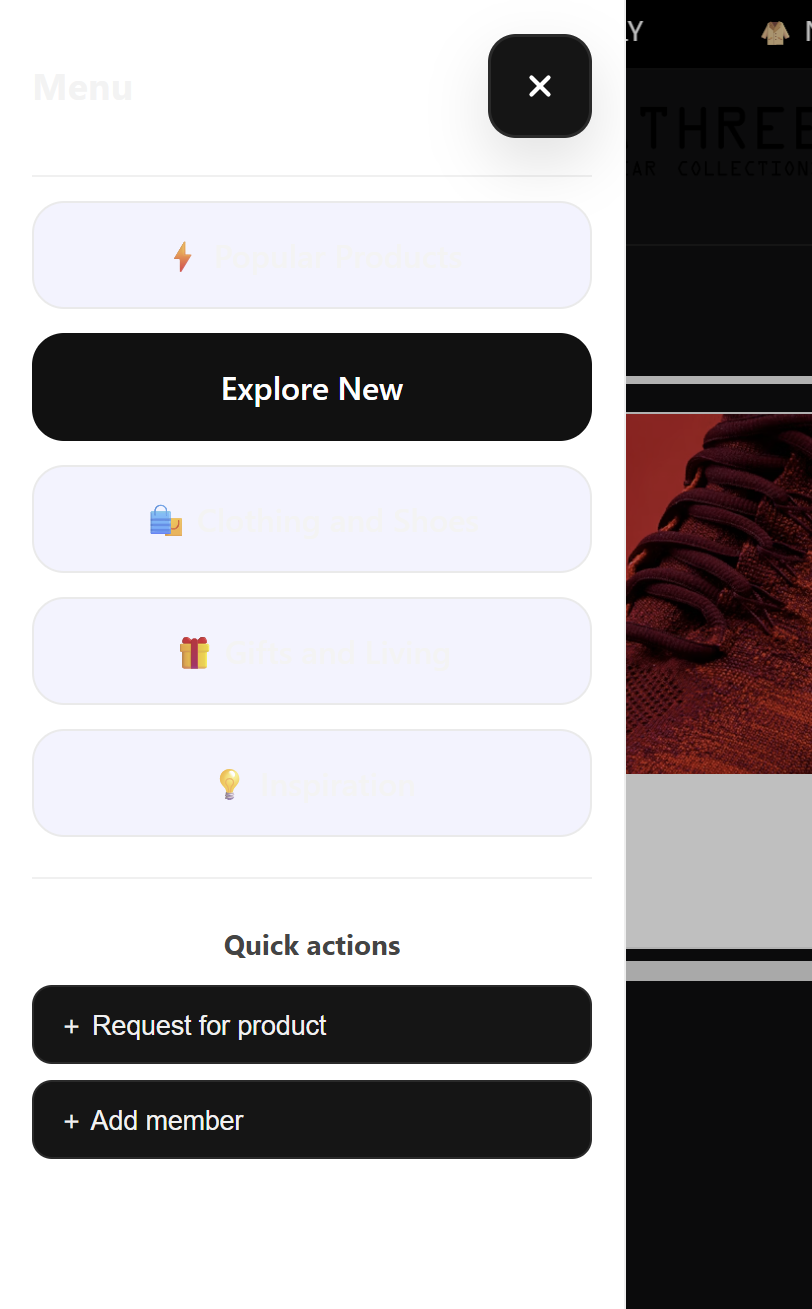 LY
Menu
THREE
AR COLLECTION
Popular Products
Explore New
Clothing and Shoes
Gifts and Living
Inspiration
Quick actions
+ Request for product
+ Add member